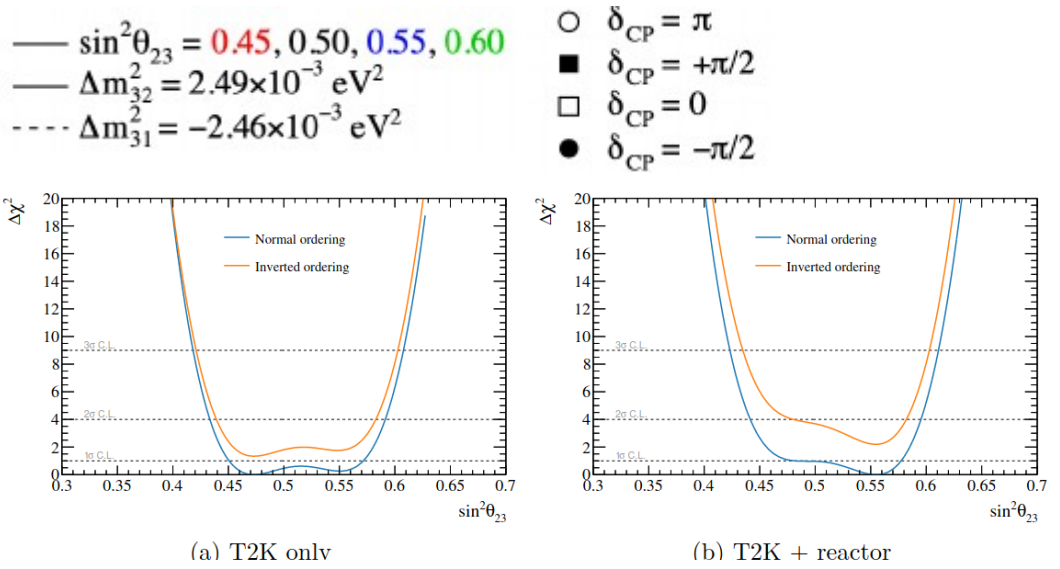 sin²θ₂₃ = 0.45, 0.50, 0.55, 0.60
Δm²₃₂ = 2.49×10⁻³ eV²
Δm²₃₁ = −2.46×10⁻³ eV²
δCP = π
δCP = +π/2
δCP = 0
δCP = −π/2
Δχ²
20
18
16
14
12
10
8
6
4
2
0
Normal ordering
Inverted ordering
3σ C.L.
2σ C.L.
1σ C.L.
0.3 0.4 0.45 0.5 0.55 0.6 0.65 0.7
sin²θ₂₃
(a) T2K only
Δχ²
20
18
16
14
12
10
8
6
4
2
0
Normal ordering
Inverted ordering
3σ C.L.
2σ C.L.
1σ C.L.
0.3 0.4 0.45 0.5 0.55 0.6 0.65 0.7
sin²θ₂₃
(b) T2K + reactor